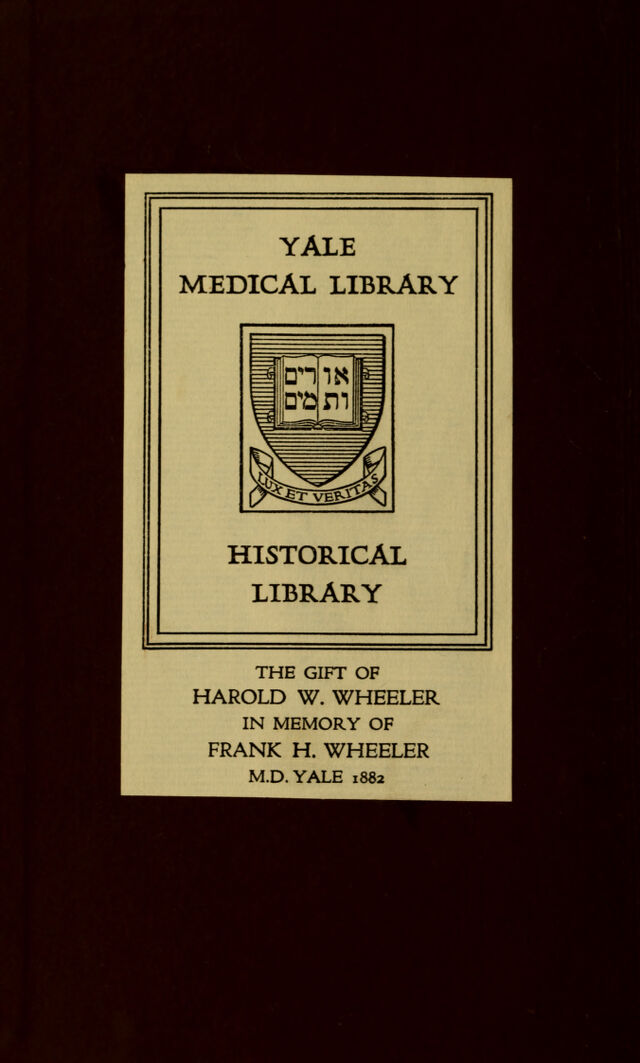 YALE
MEDICAL LIBRARY
אורים
ותמים
LUX ET VERITAS
HISTORICAL
LIBRARY
THE GIFT OF
HAROLD W. WHEELER
IN MEMORY OF
FRANK H. WHEELER
M.D. YALE 1882